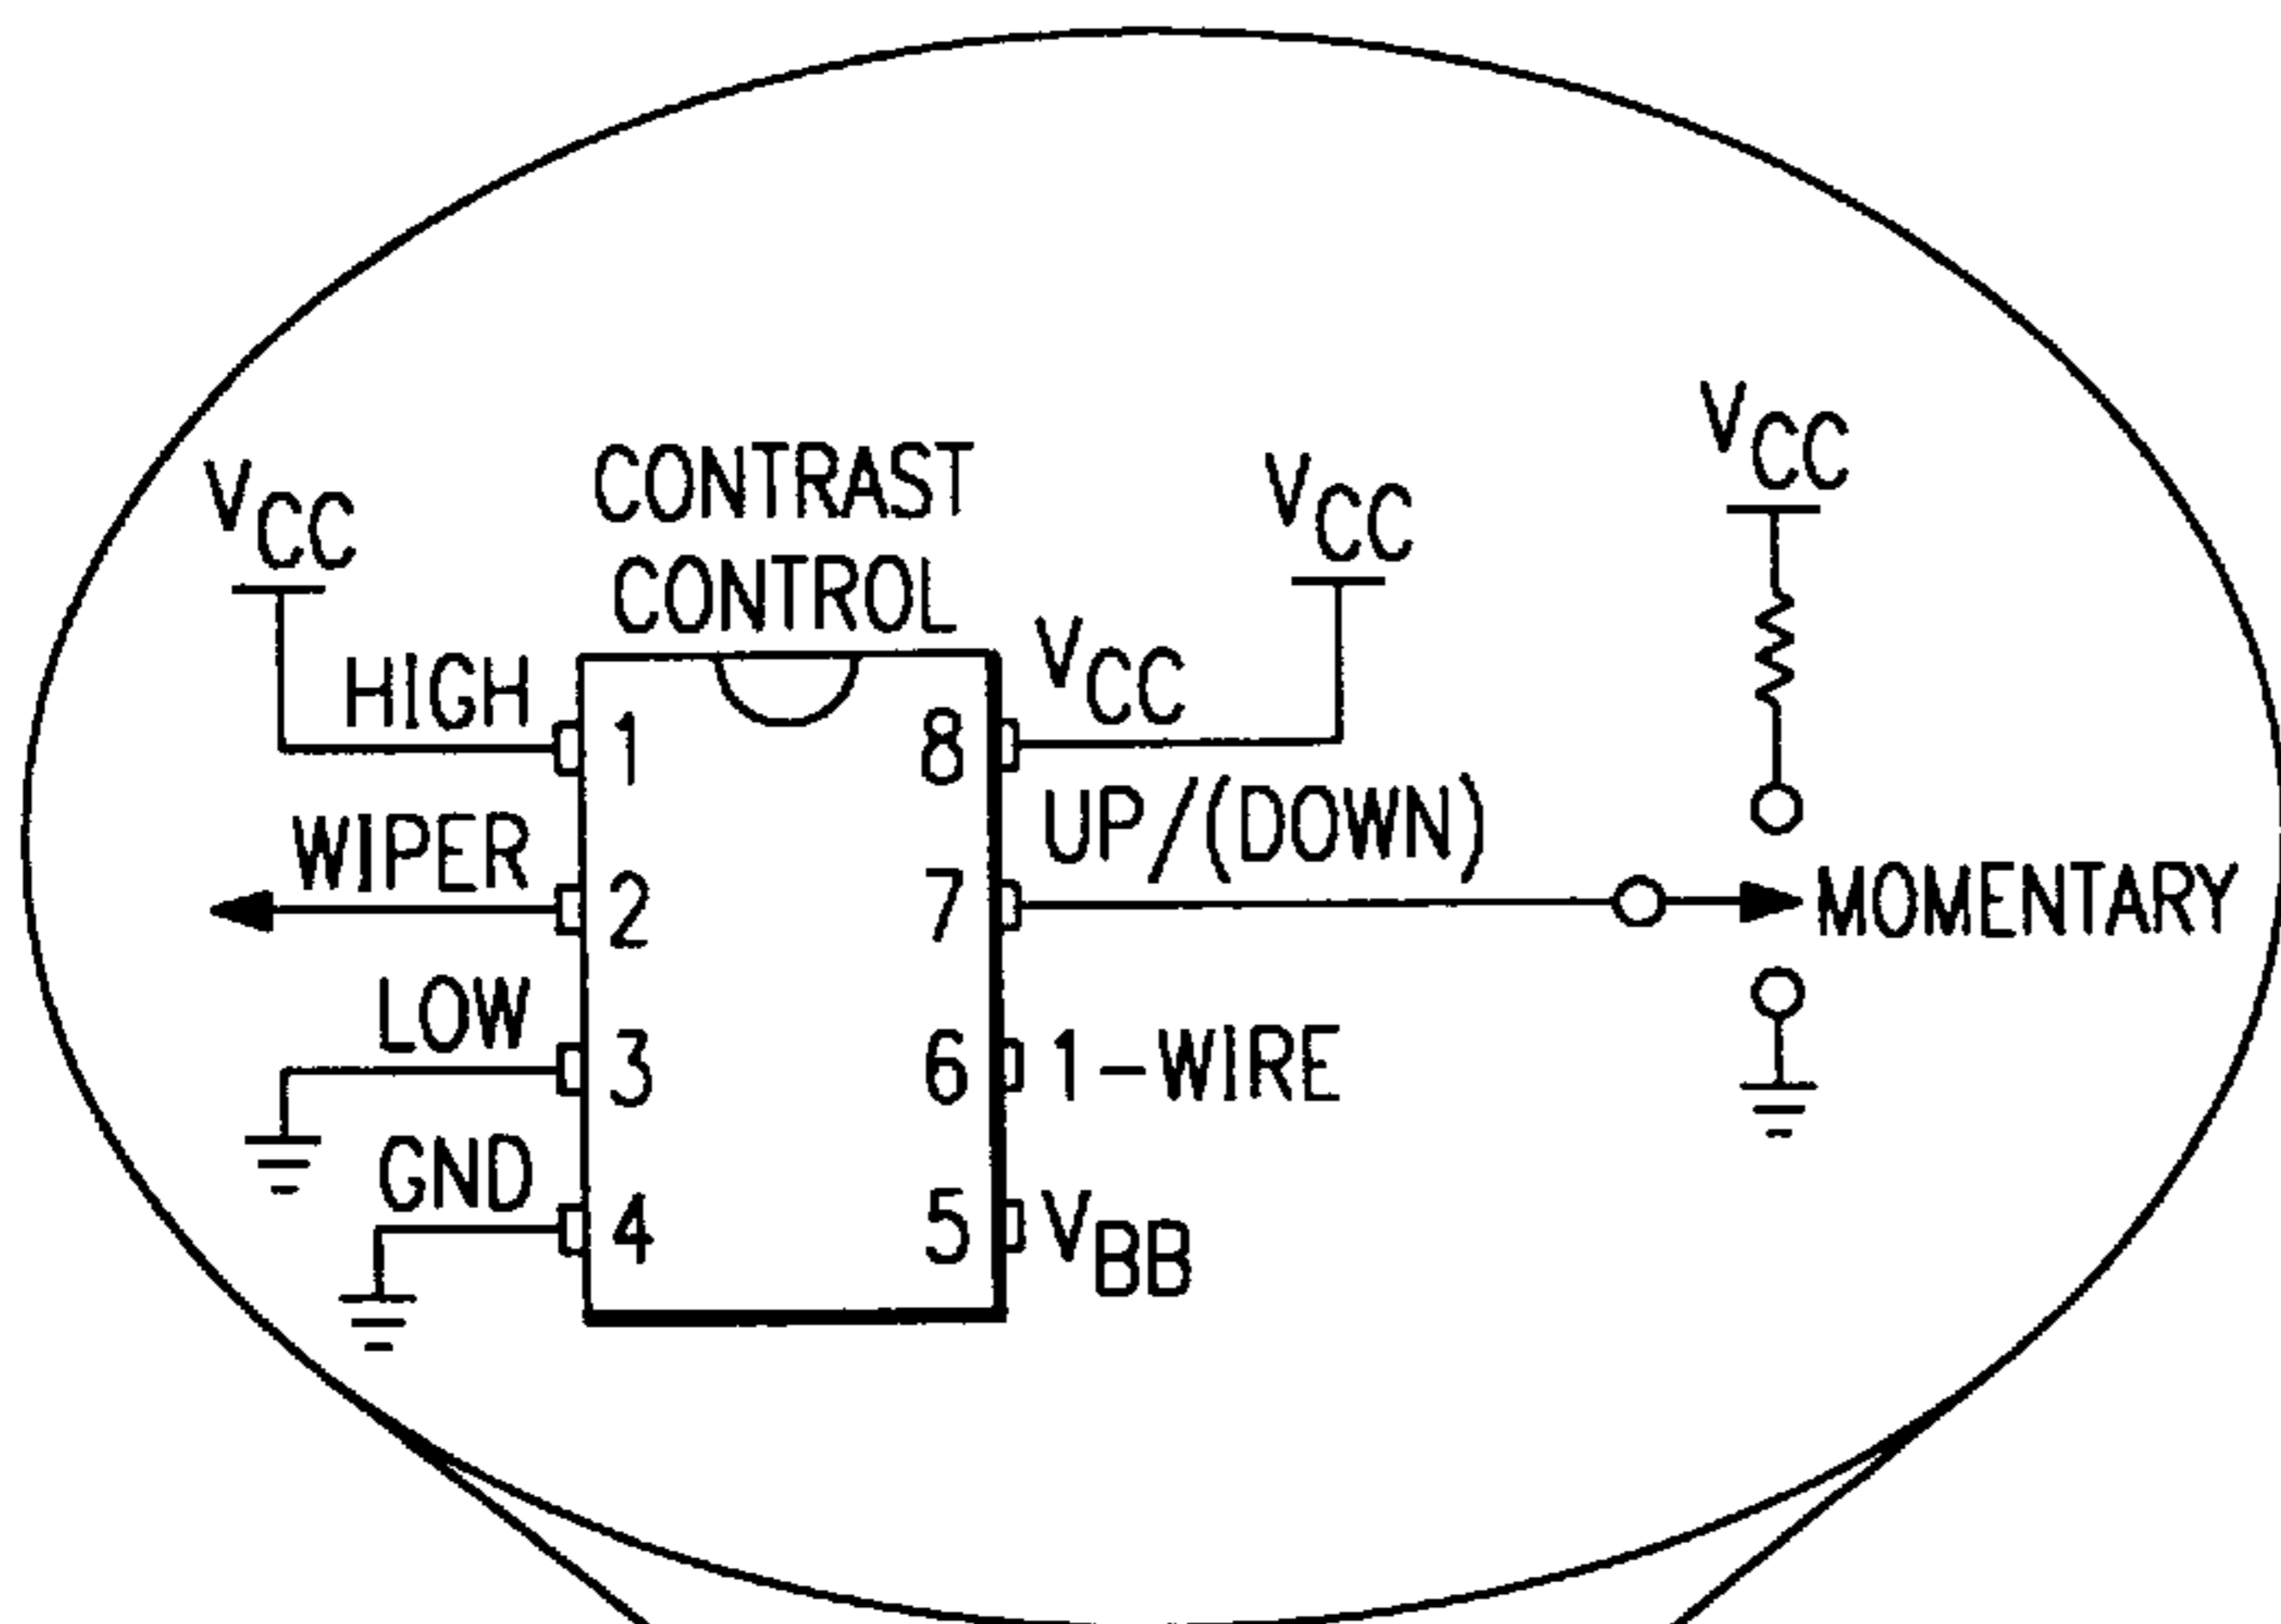 CONTRAST
CONTROL
VCC
VCC
VCC
HIGH
1
8
VCC
WIPER
2
7
UP/(DOWN)
MOMENTARY
LOW
3
6
1-WIRE
GND
4
5
VBB